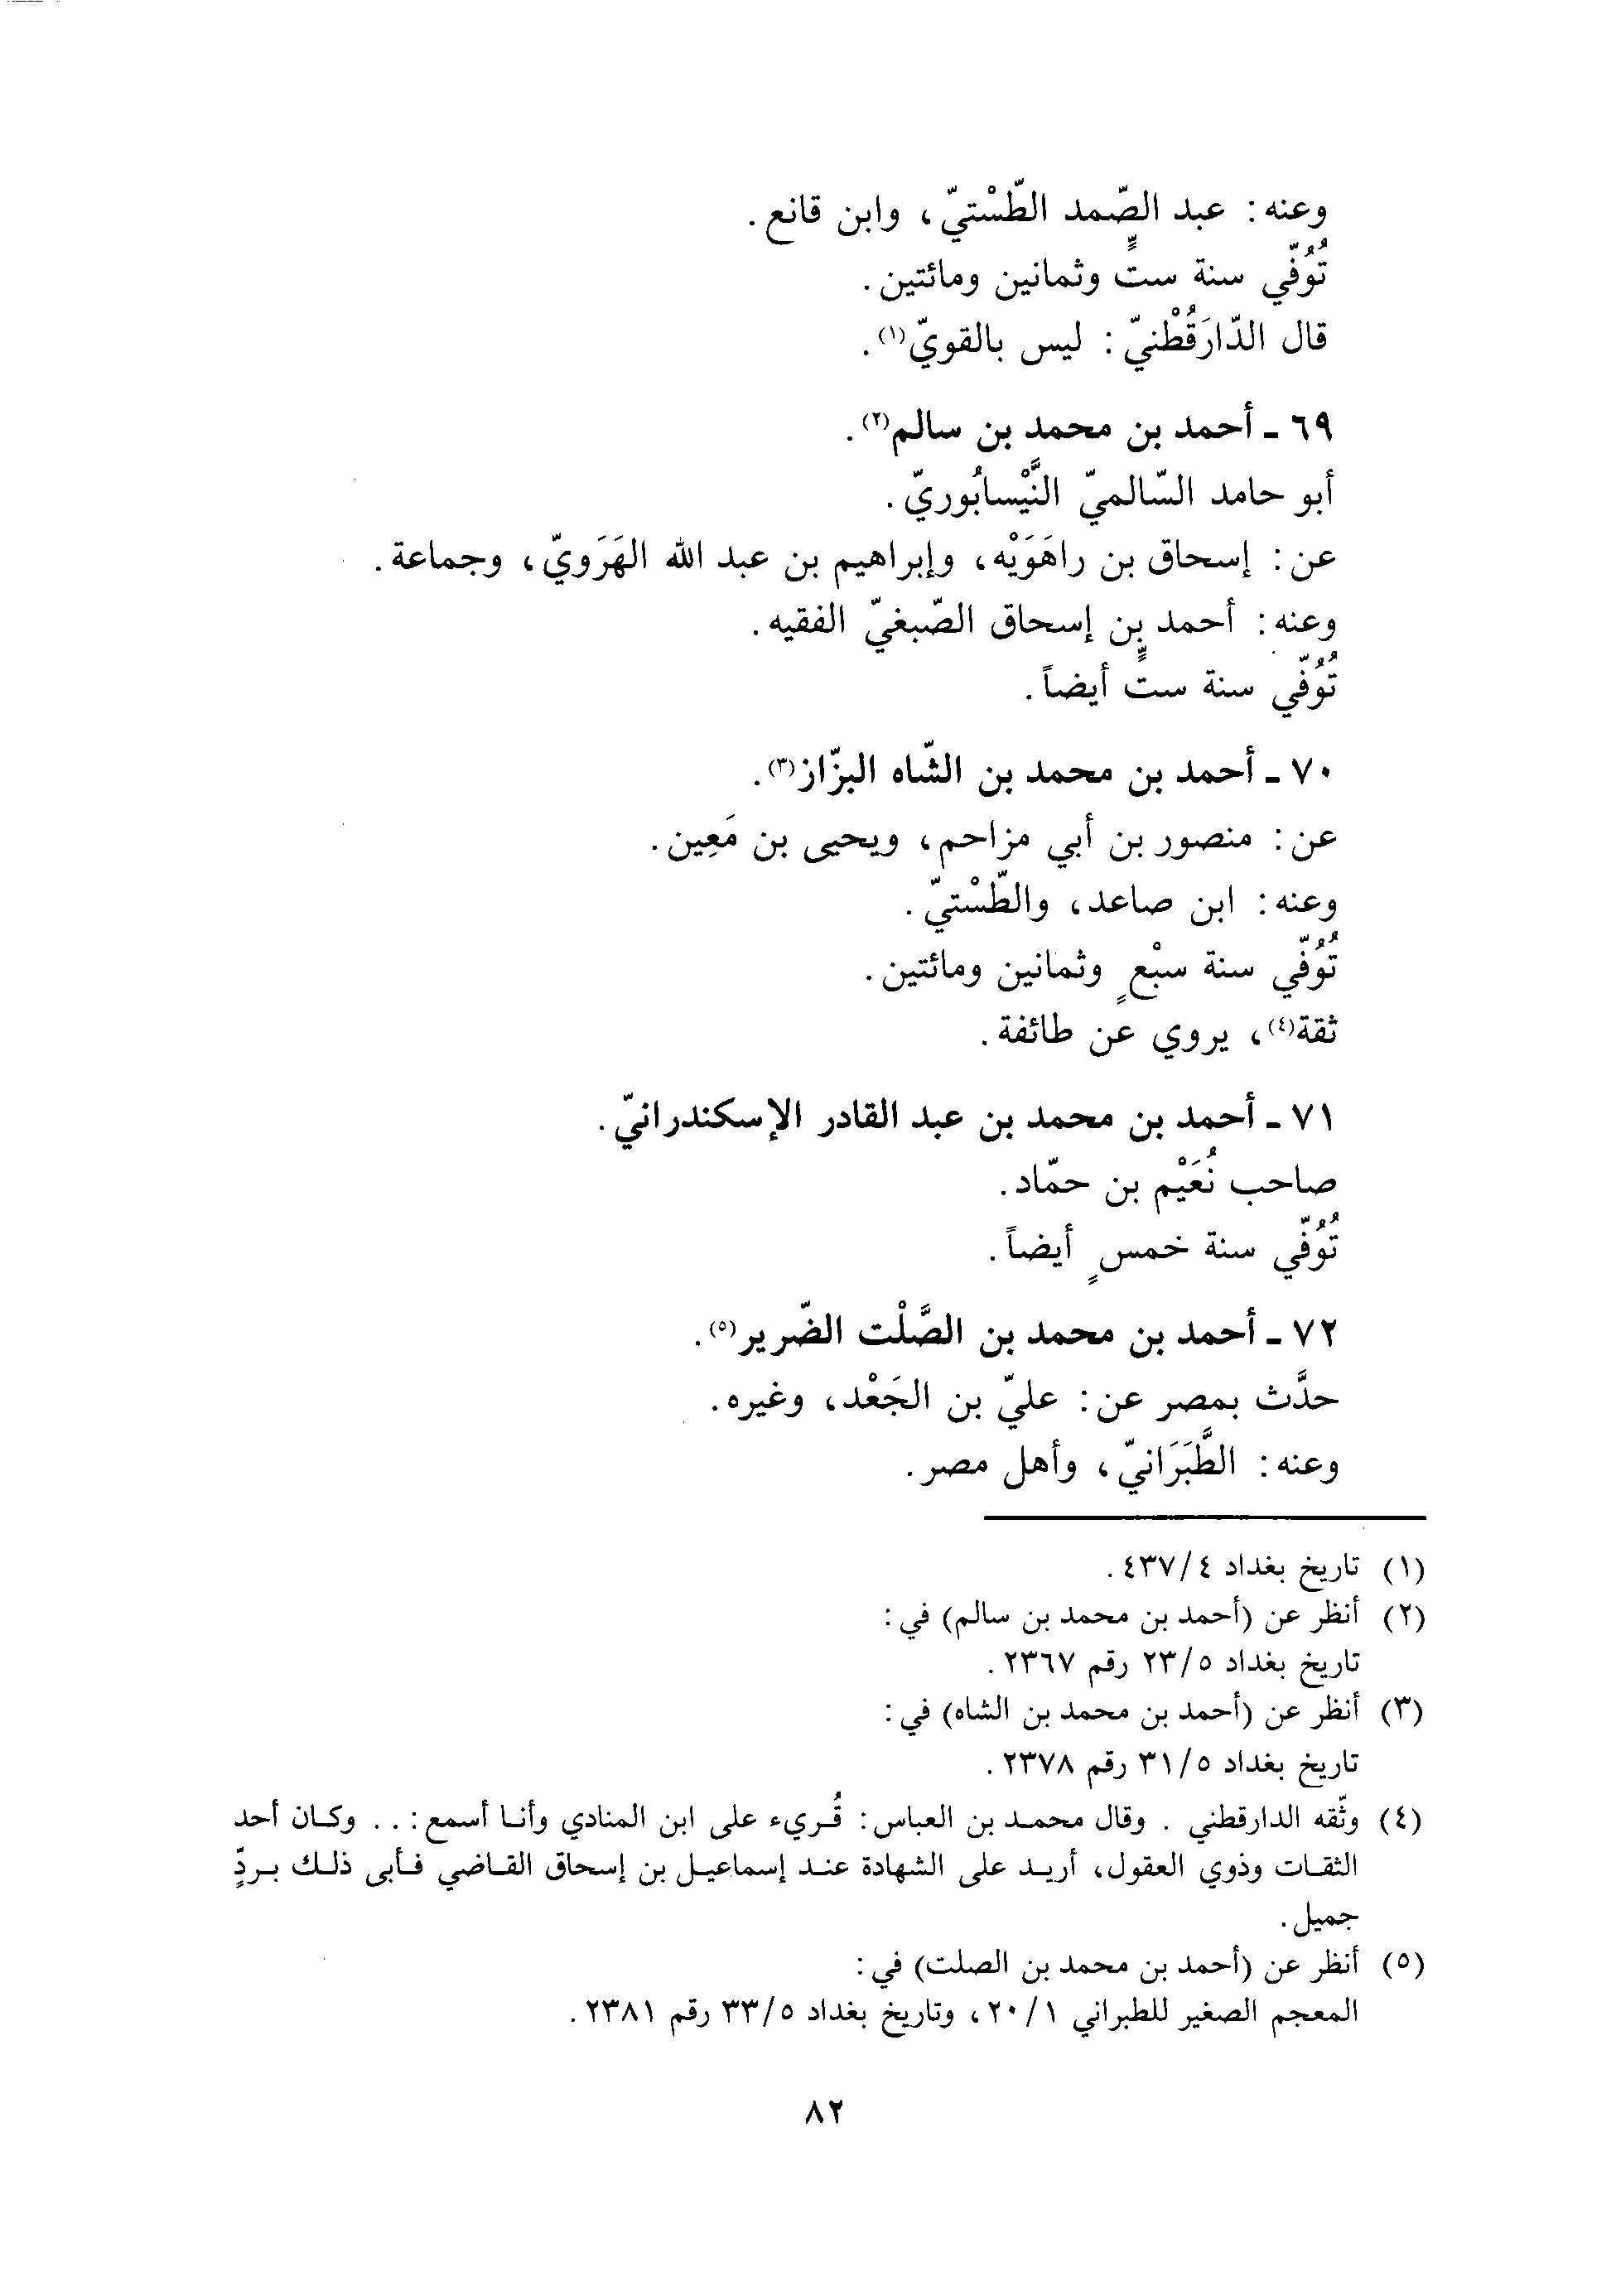 وعنه: عبد الصّمد الطّسْتيّ، وابن قانع.
تُوُفّي سنة ستٍّ وثمانين ومائتين.
قال الدّارَقُطْنيّ: ليس بالقويّ(١).
٦٩ ـ أحمد بن محمد بن سالم(٢).
أبو حامد السّالميّ النَّيْسابُوريّ.
عن: إسحاق بن راهَوَيْه، وإبراهيم بن عبد الله الهَرَويّ، وجماعة.
وعنه: أحمد بن إسحاق الصّبغيّ الفقيه.
تُوُفّي سنة ستٍّ أيضاً.
٧٠ ـ أحمد بن محمد بن الشّاه البزّاز(٣).
عن: منصور بن أبي مزاحم، ويحيى بن مَعِين.
وعنه: ابن صاعد، والطّسْتيّ.
تُوُفّي سنة سبْعٍ وثمانين ومائتين.
ثقة(٤)، يروي عن طائفة.
٧١ ـ أحمد بن محمد بن عبد القادر الإسكندرانيّ.
صاحب نُعَيْم بن حمّاد.
تُوُفّي سنة خمسٍ أيضاً.
٧٢ ـ أحمد بن محمد بن الصَّلْت الضّرير(٥).
حدَّث بمصر عن: عليّ بن الجَعْد، وغيره.
وعنه: الطَّبَرَانيّ، وأهل مصر.
(١) تاريخ بغداد ٤/٤٣٧.
(٢) أنظر عن (أحمد بن محمد بن سالم) في:
تاريخ بغداد ٥/٢٣ رقم ٢٣٦٧.
(٣) أنظر عن (أحمد بن محمد بن الشاه) في:
تاريخ بغداد ٥/٣١ رقم ٢٣٧٨.
(٤) وثّقه الدارقطني. وقال محمد بن العباس: قُريء على ابن المنادي وأنا أسمع: .. وكان أحد
الثقات وذوي العقول، أريد على الشهادة عند إسماعيل بن إسحاق القاضي فأبى ذلك بردٍّ
جميل.
(٥) أنظر عن (أحمد بن محمد بن الصلت) في:
المعجم الصغير للطبراني ١/٢٠، وتاريخ بغداد ٥/٣٣ رقم ٢٣٨١.
٨٢